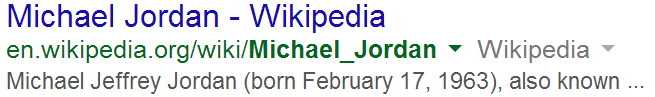 Michael Jordan - Wikipedia
en.wikipedia.org/wiki/Michael_Jordan Wikipedia
Michael Jeffrey Jordan (born February 17, 1963), also known ...